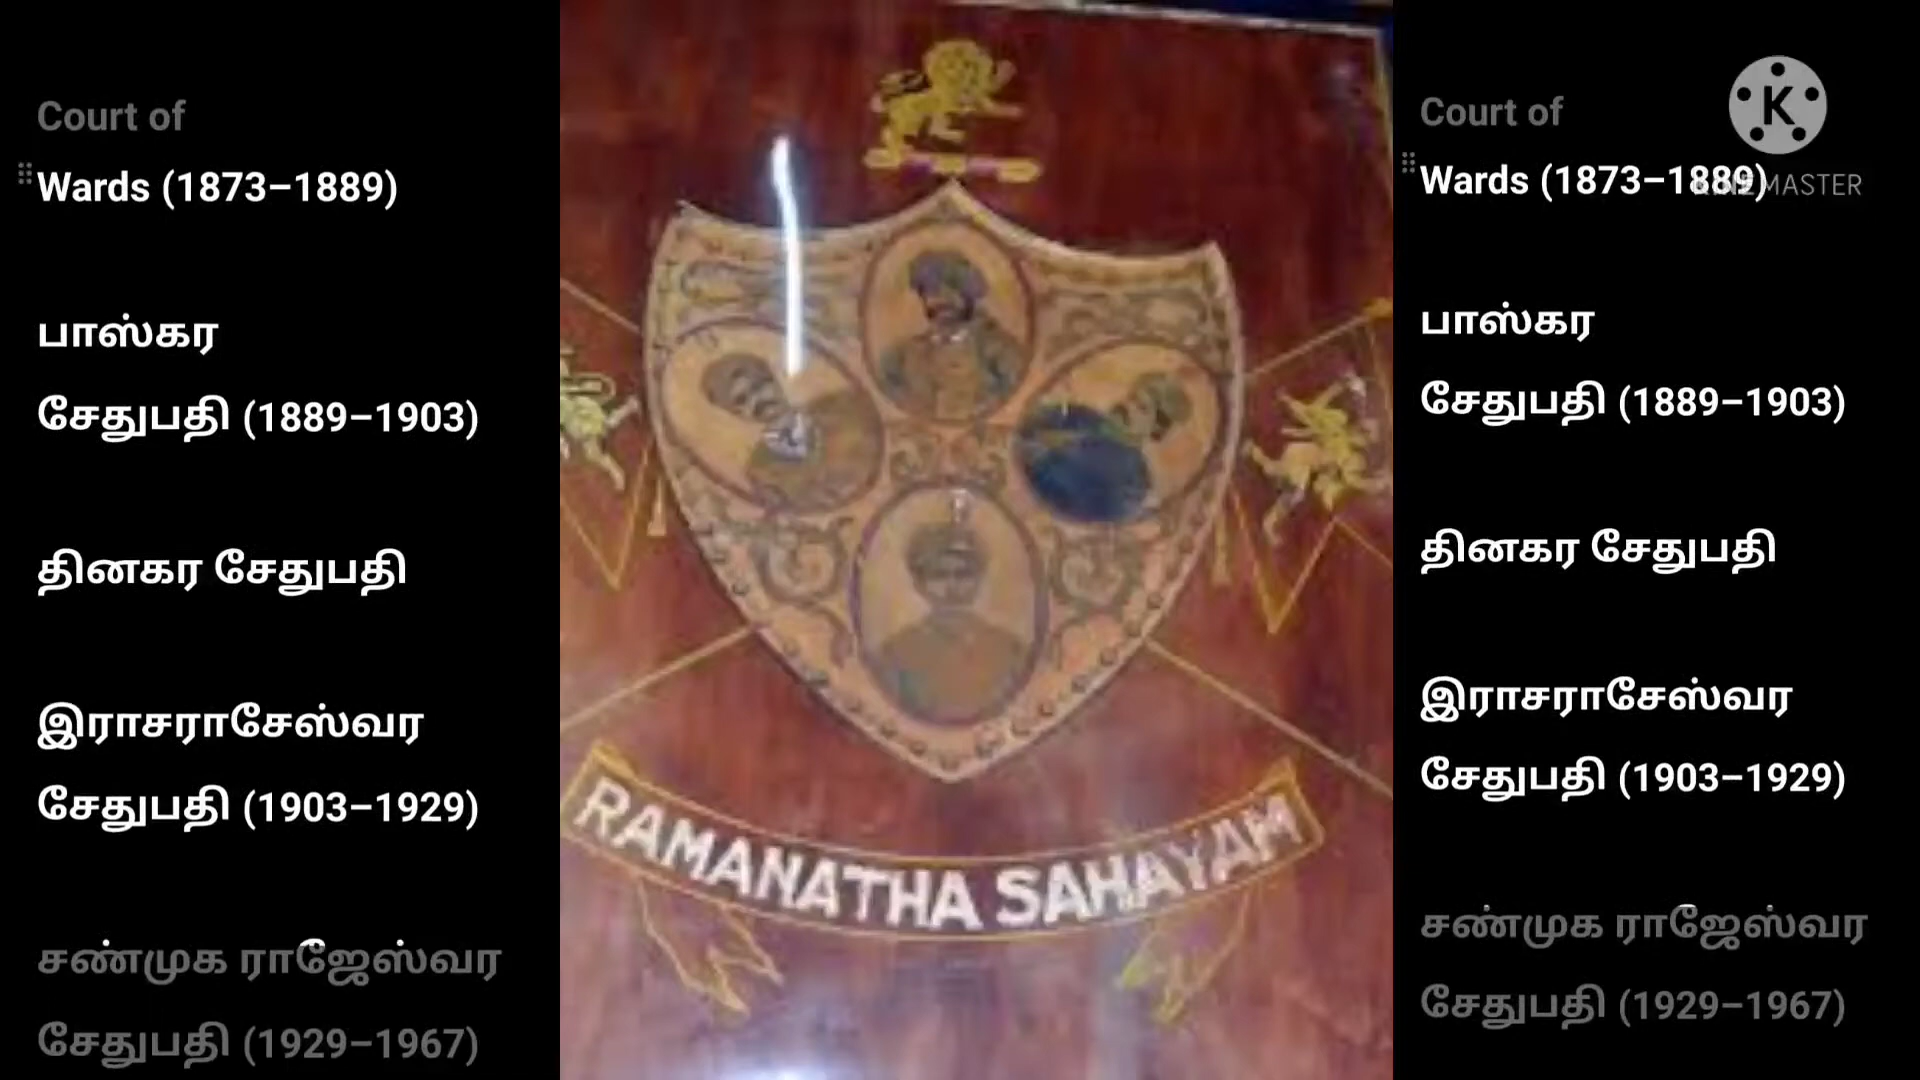 Court of
Wards (1873–1889)
பாஸ்கர
சேதுபதி (1889–1903)
தினகர சேதுபதி
இராசராசேஸ்வர
சேதுபதி (1903–1929)
சண்முக ராஜேஸ்வர
சேதுபதி (1929–1967)
RAMANATHA SAHAYAM
Court of
Wards (1873–1889)
பாஸ்கர
சேதுபதி (1889–1903)
தினகர சேதுபதி
இராசராசேஸ்வர
சேதுபதி (1903–1929)
சண்முக ராஜேஸ்வர
சேதுபதி (1929–1967)
K
KINEMASTER